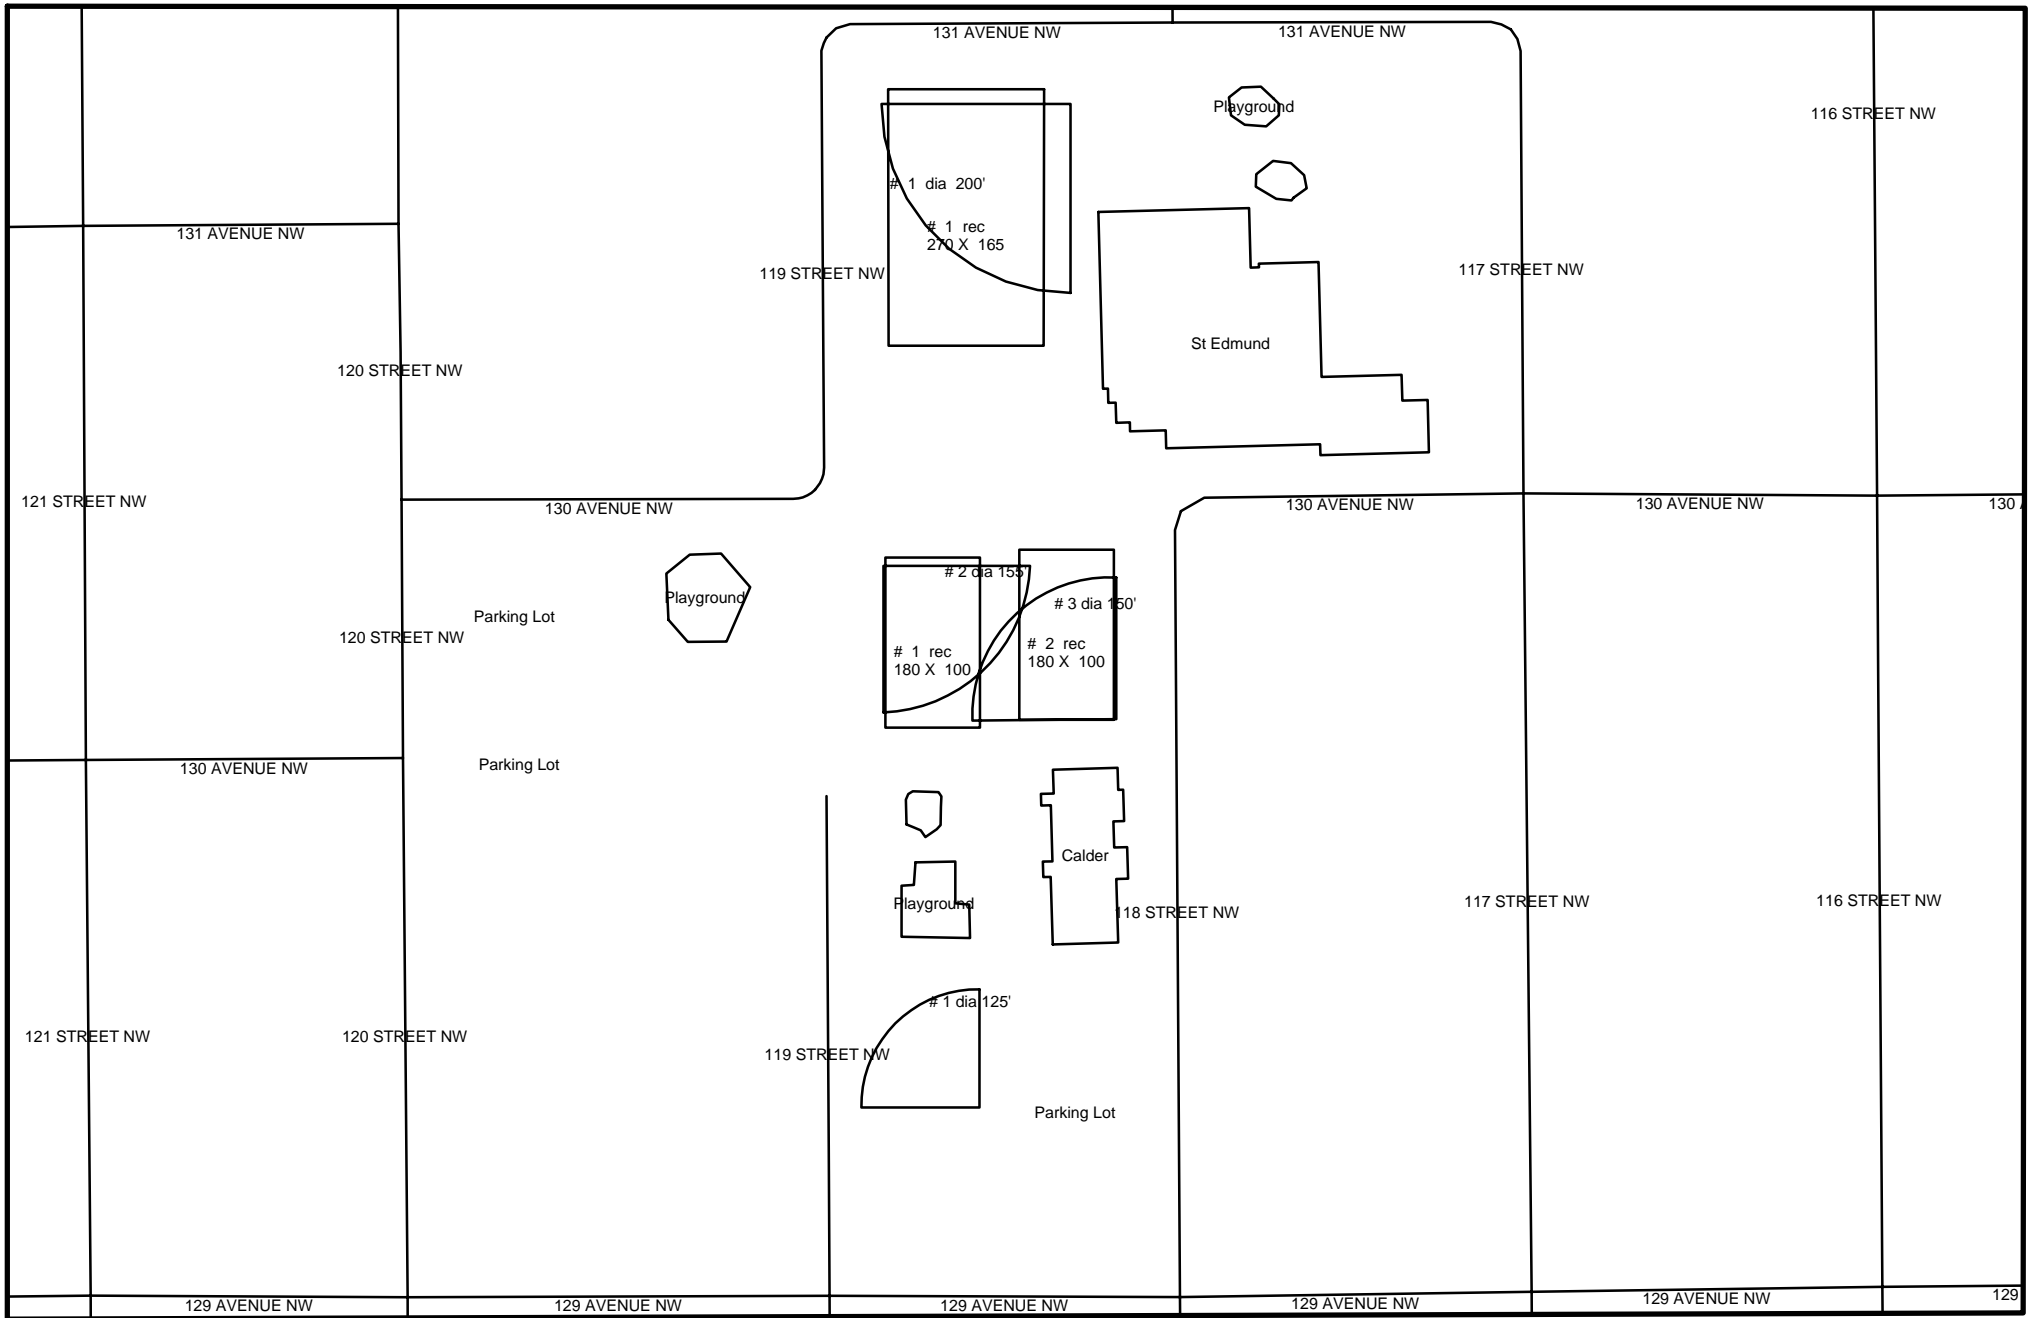 131 AVENUE NW
131 AVENUE NW
Playground
116 STREET NW
# 1 dia 200'
# 1 rec
270 X 165
131 AVENUE NW
119 STREET NW
117 STREET NW
St Edmund
120 STREET NW
121 STREET NW
130 AVENUE NW
130 AVENUE NW
130 AVENUE NW
130
# 2 dia 155'
Playground
# 3 dia 150'
Parking Lot
120 STREET NW
# 1 rec
180 X 100
# 2 rec
180 X 100
130 AVENUE NW
Parking Lot
Calder
Playground
118 STREET NW
117 STREET NW
116 STREET NW
# 1 dia 125'
121 STREET NW
120 STREET NW
119 STREET NW
Parking Lot
129 AVENUE NW
129 AVENUE NW
129 AVENUE NW
129 AVENUE NW
129 AVENUE NW
129